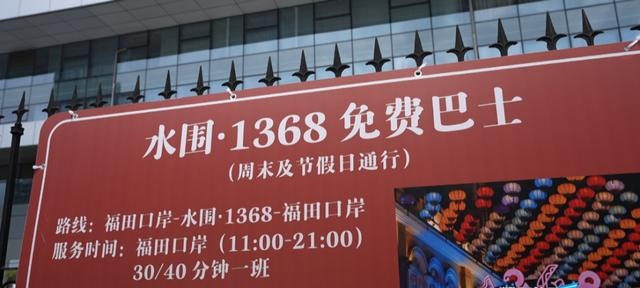 水围·1368 免费巴士
(周末及节假日通行)
路线：福田口岸-水围·1368-福田口岸
服务时间：福田口岸（11:00-21:00）
30/40 分钟一班